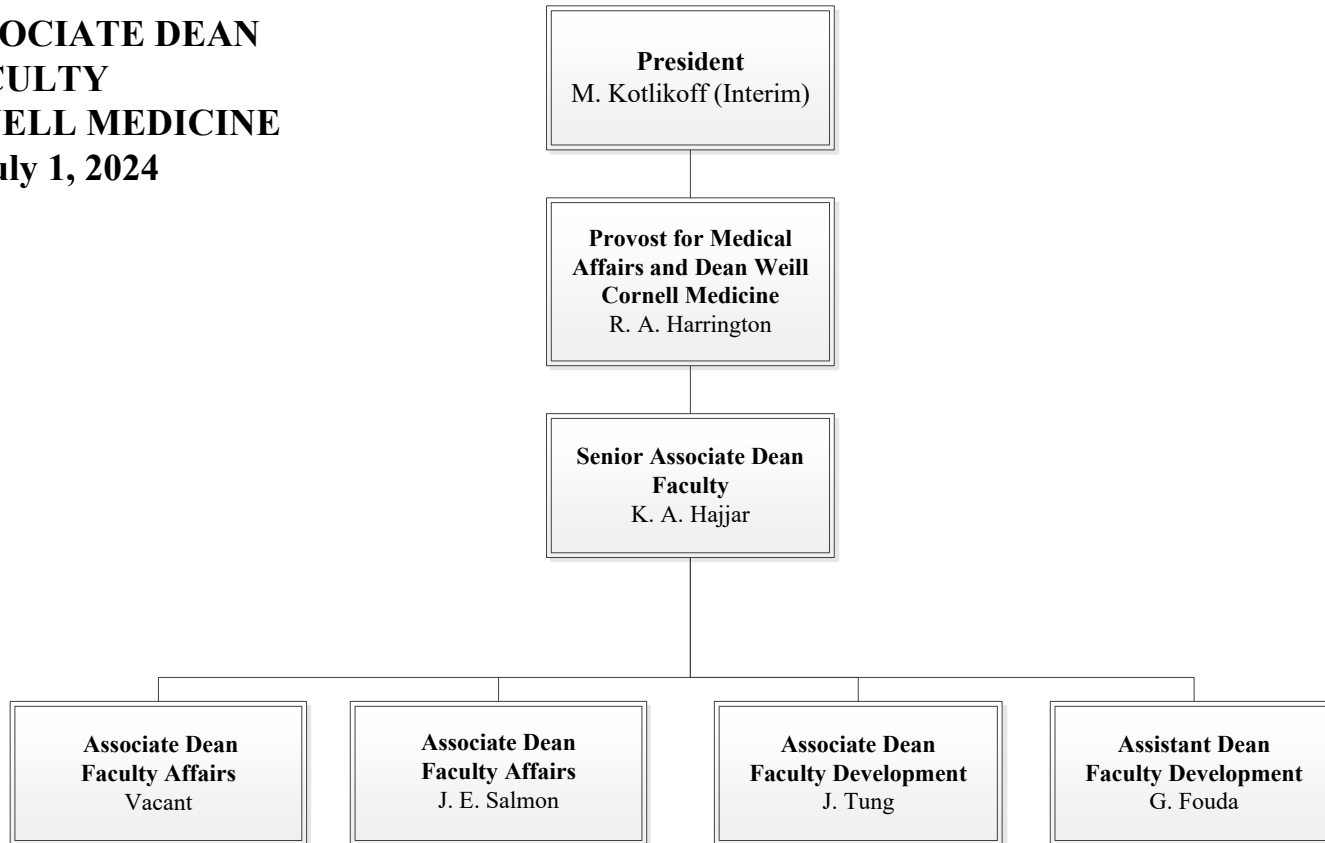 OCIATE DEAN
CULTY
ELL MEDICINE
uly 1, 2024
President
M. Kotlikoff (Interim)
Provost for Medical
Affairs and Dean Weill
Cornell Medicine
R. A. Harrington
Senior Associate Dean
Faculty
K. A. Hajjar
Associate Dean
Faculty Affairs
Vacant
Associate Dean
Faculty Affairs
J. E. Salmon
Associate Dean
Faculty Development
J. Tung
Assistant Dean
Faculty Development
G. Fouda